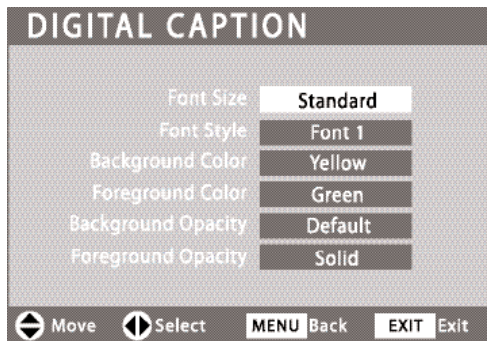 DIGITAL CAPTION
Font Size Standard
Font Style Font 1
Background Color Yellow
Foreground Color Green
Background Opacity Default
Foreground Opacity Solid
Move Select MENU Back EXIT Exit